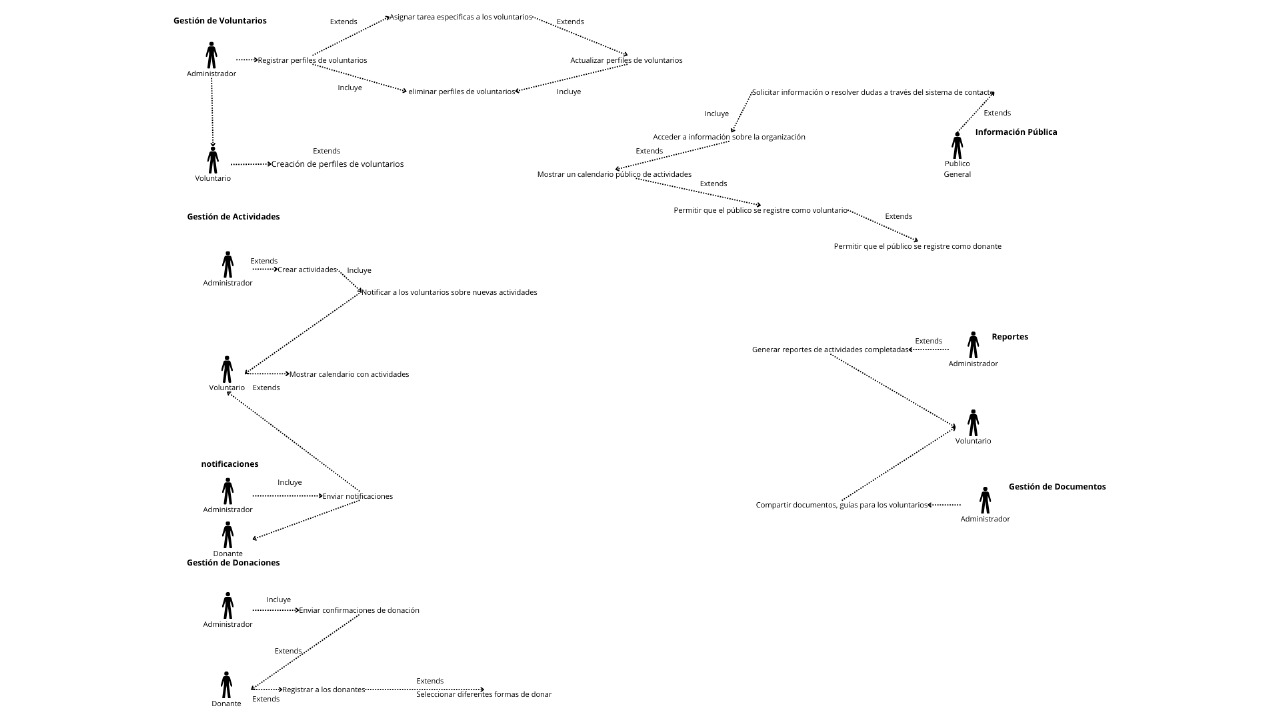 Gestión de Voluntarios
Extends
Asignar tarea especificas a los voluntarios
Extends
Administrador
Registrar perfiles de voluntarios
Actualizar perfiles de voluntarios
Incluye
eliminar perfiles de voluntarios
Incluye
Extends
Voluntario
Creación de perfiles de voluntarios
Solicitar información o resolver dudas a través del sistema de contacto
Incluye
Extends
Información Pública
Acceder a información sobre la organización
Publico
General
Extends
Mostrar un calendario público de actividades
Extends
Permitir que el público se registre como voluntario
Extends
Permitir que el público se registre como donante
Gestión de Actividades
Extends
Administrador
Crear actividades
Incluye
Notificar a los voluntarios sobre nuevas actividades
Voluntario
Extends
Mostrar calendario con actividades
Reportes
Extends
Generar reportes de actividades completadas
Administrador
Voluntario
Gestión de Documentos
Compartir documentos, guías para los voluntarios
Administrador
notificaciones
Incluye
Administrador
Enviar notificaciones
Donante
Gestión de Donaciones
Incluye
Administrador
Enviar confirmaciones de donación
Extends
Donante
Extends
Registrar a los donantes
Extends
Seleccionar diferentes formas de donar